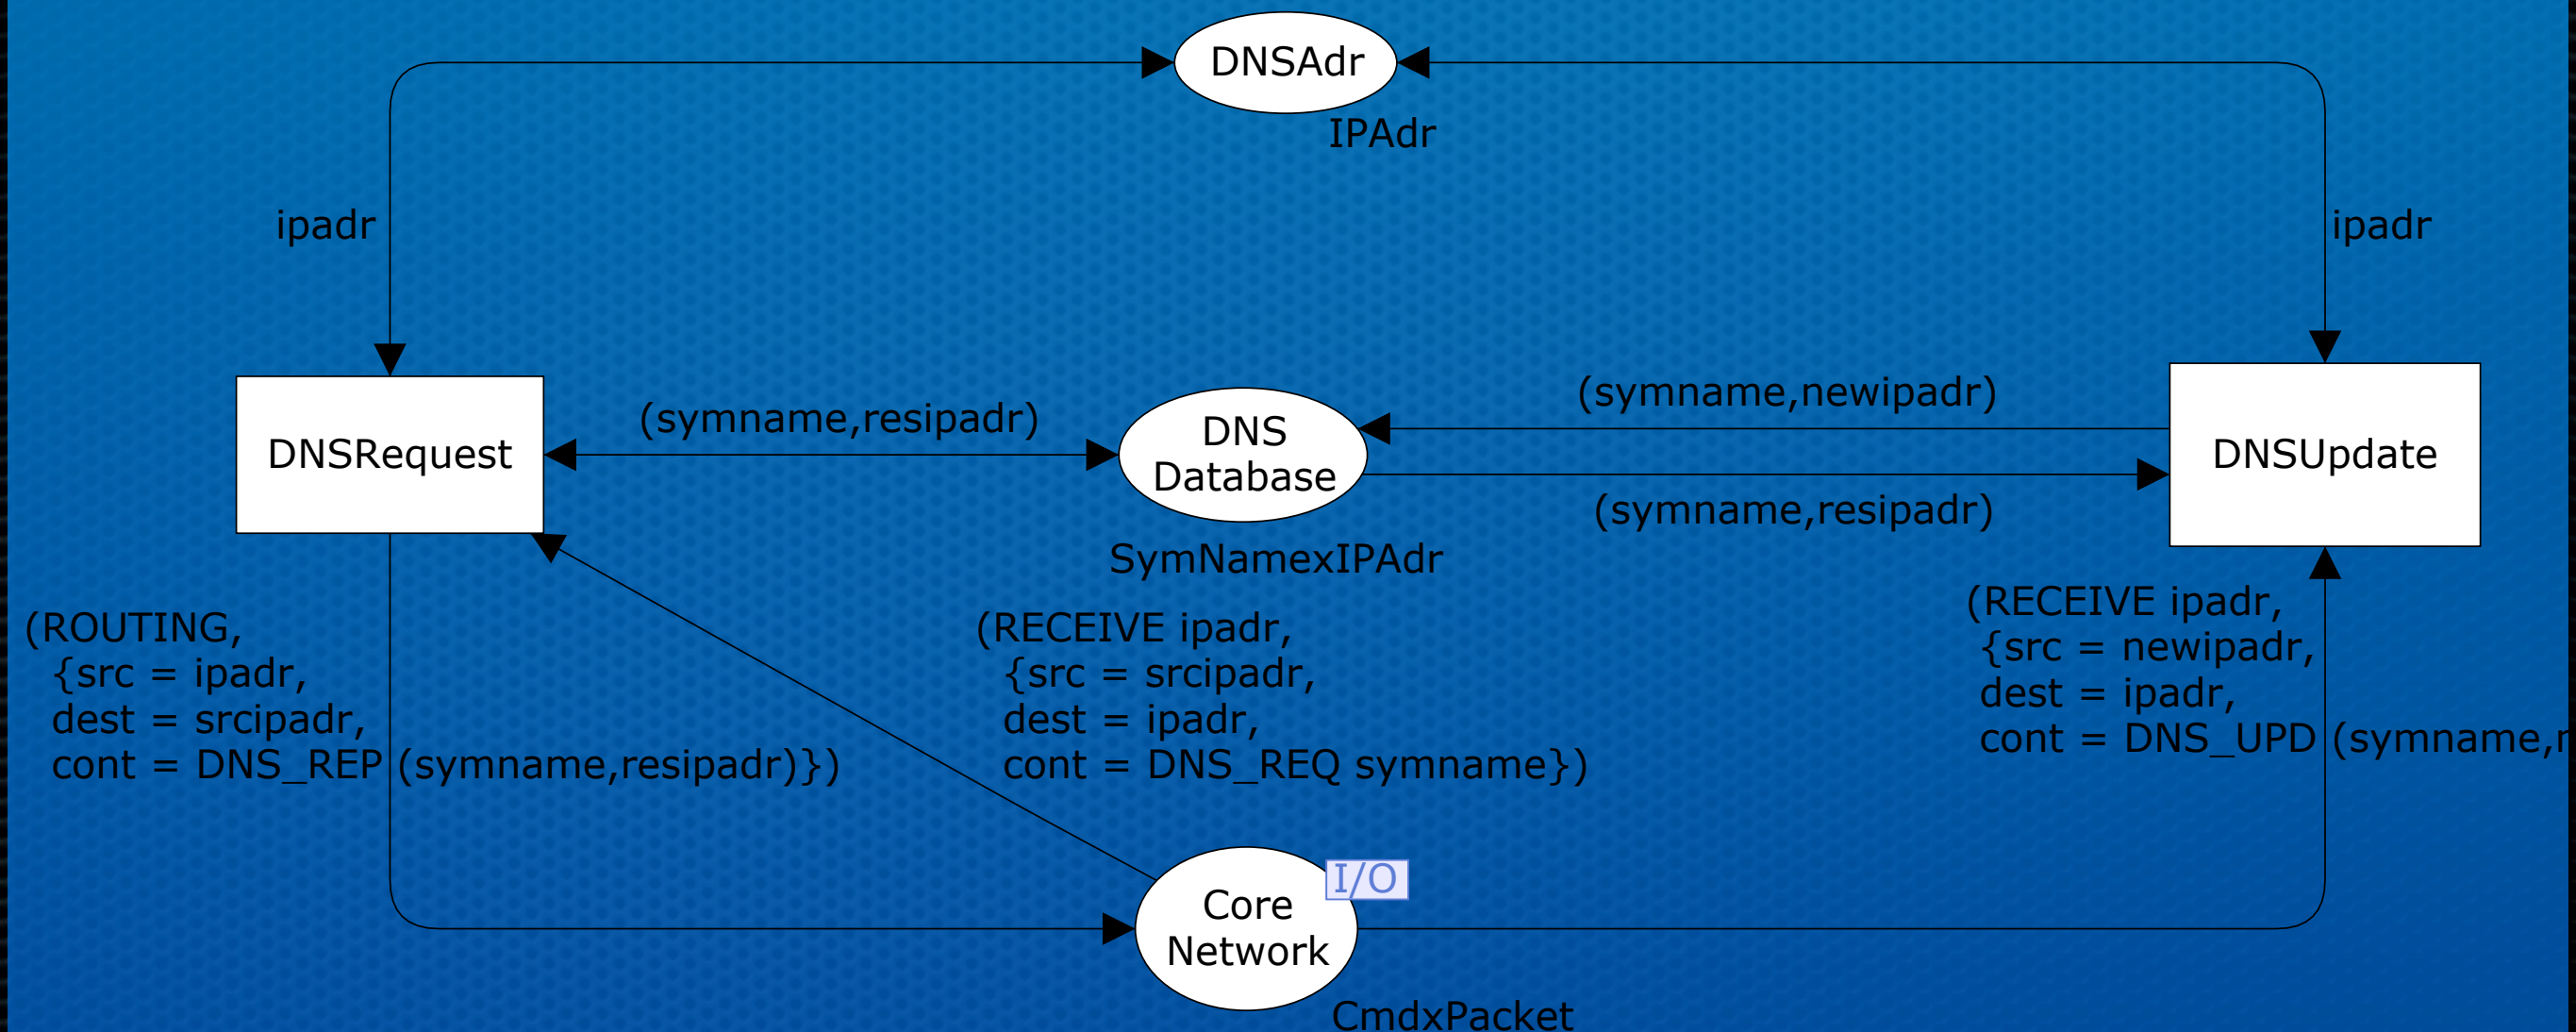 DNSAdr
IPAdr
ipadr
ipadr
DNSRequest
(symname,resipadr)
DNS
Database
SymNamexIPAdr
(symname,newipadr)
(symname,resipadr)
DNSUpdate
(ROUTING,
{src = ipadr,
dest = srcipadr,
cont = DNS_REP (symname,resipadr)})
(RECEIVE ipadr,
{src = srcipadr,
dest = ipadr,
cont = DNS_REQ symname})
(RECEIVE ipadr,
{src = newipadr,
dest = ipadr,
cont = DNS_UPD (symname,
I/O
Core
Network
CmdxPacket